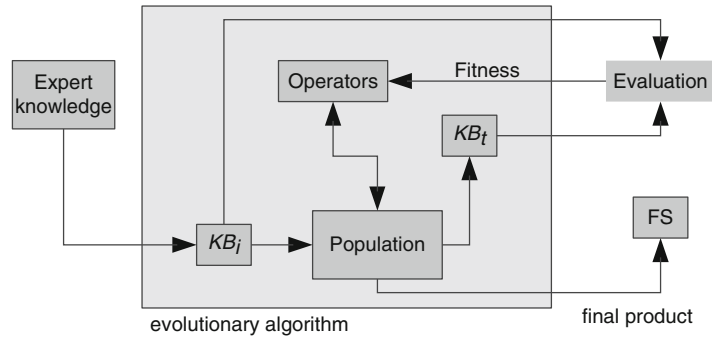 Expert
knowledge
Operators
Fitness
Evaluation
KBt
KBi
Population
FS
evolutionary algorithm
final product